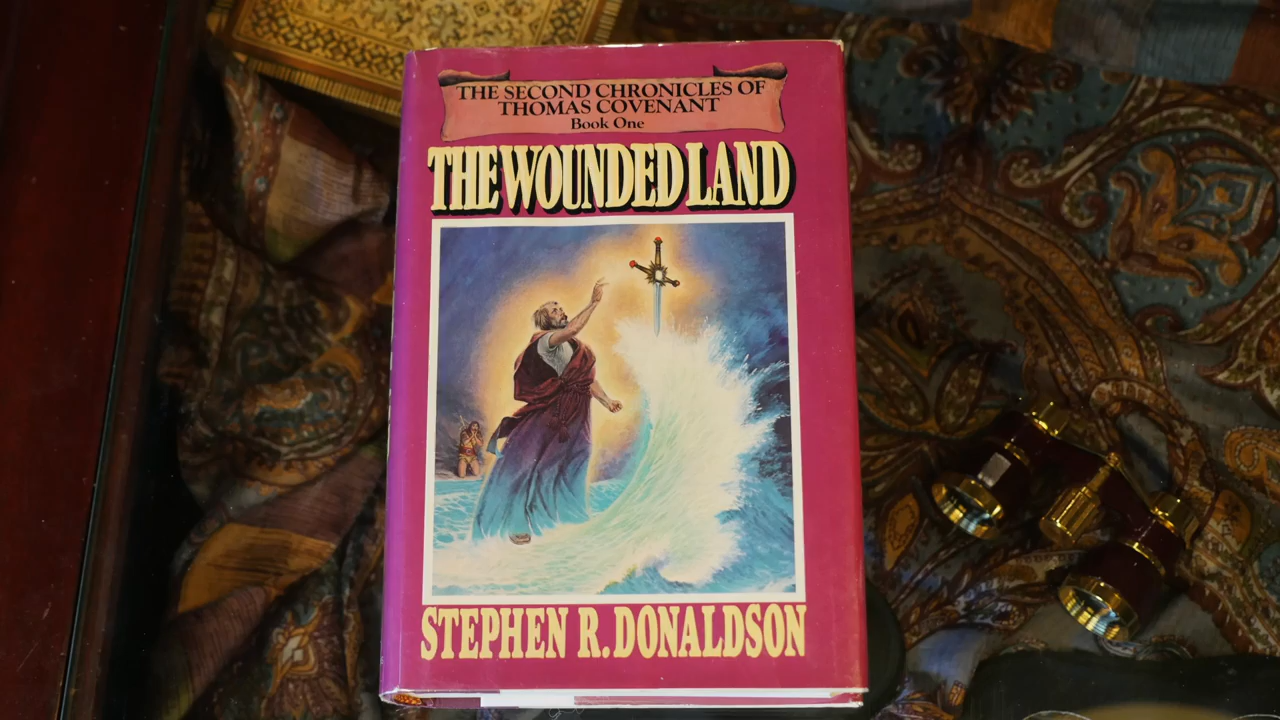 THE SECOND CHRONICLES OF
THOMAS COVENANT
Book One
THE WOUNDED LAND
STEPHEN R. DONALDSON